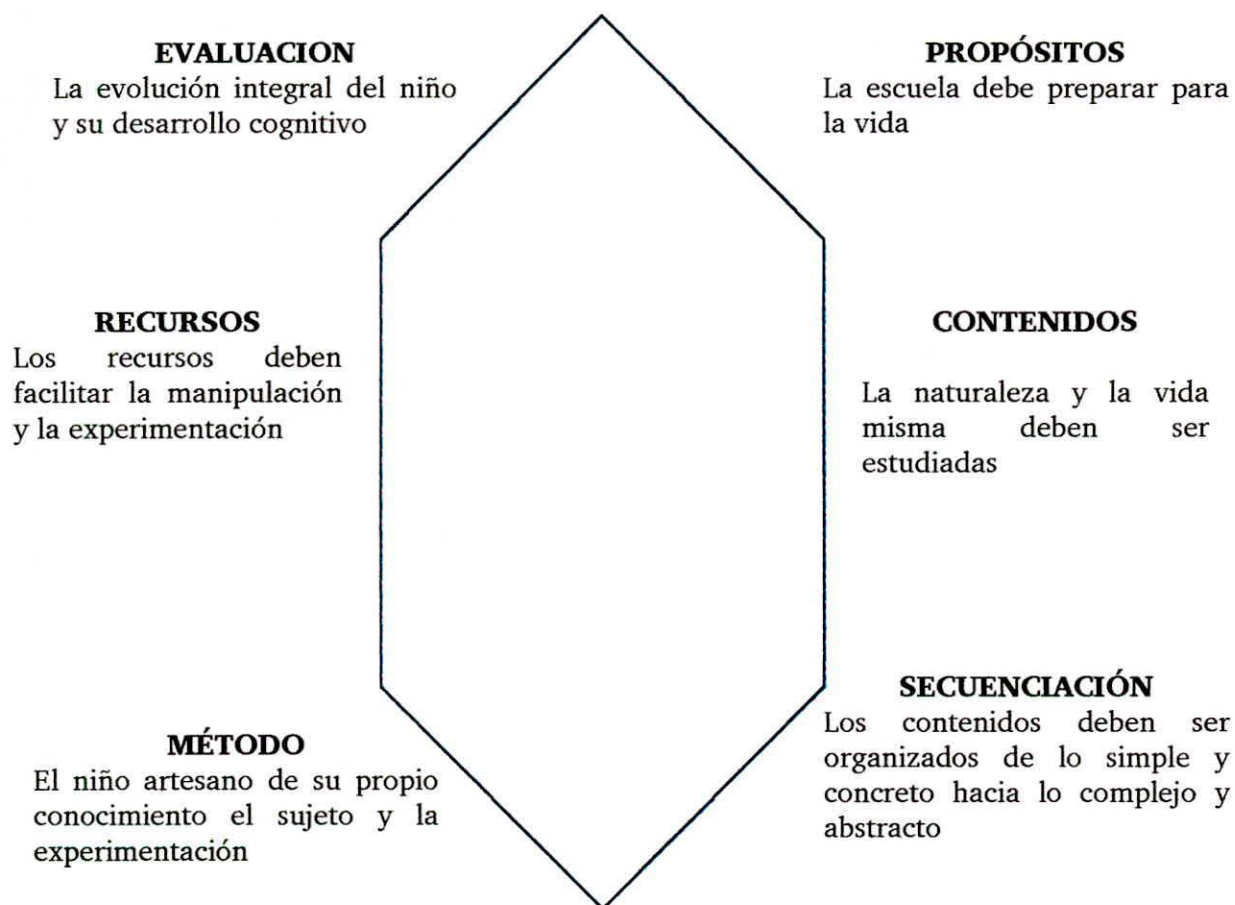 EVALUACION
La evolución integral del niño
y su desarrollo cognitivo
PROPÓSITOS
La escuela debe preparar para
la vida
RECURSOS
Los recursos deben
facilitar la manipulación
y la experimentación
CONTENIDOS
La naturaleza y la vida
misma deben ser
estudiadas
MÉTODO
El niño artesano de su propio
conocimiento el sujeto y la
experimentación
SECUENCIACIÓN
Los contenidos deben ser
organizados de lo simple y
concreto hacia lo complejo y
abstracto